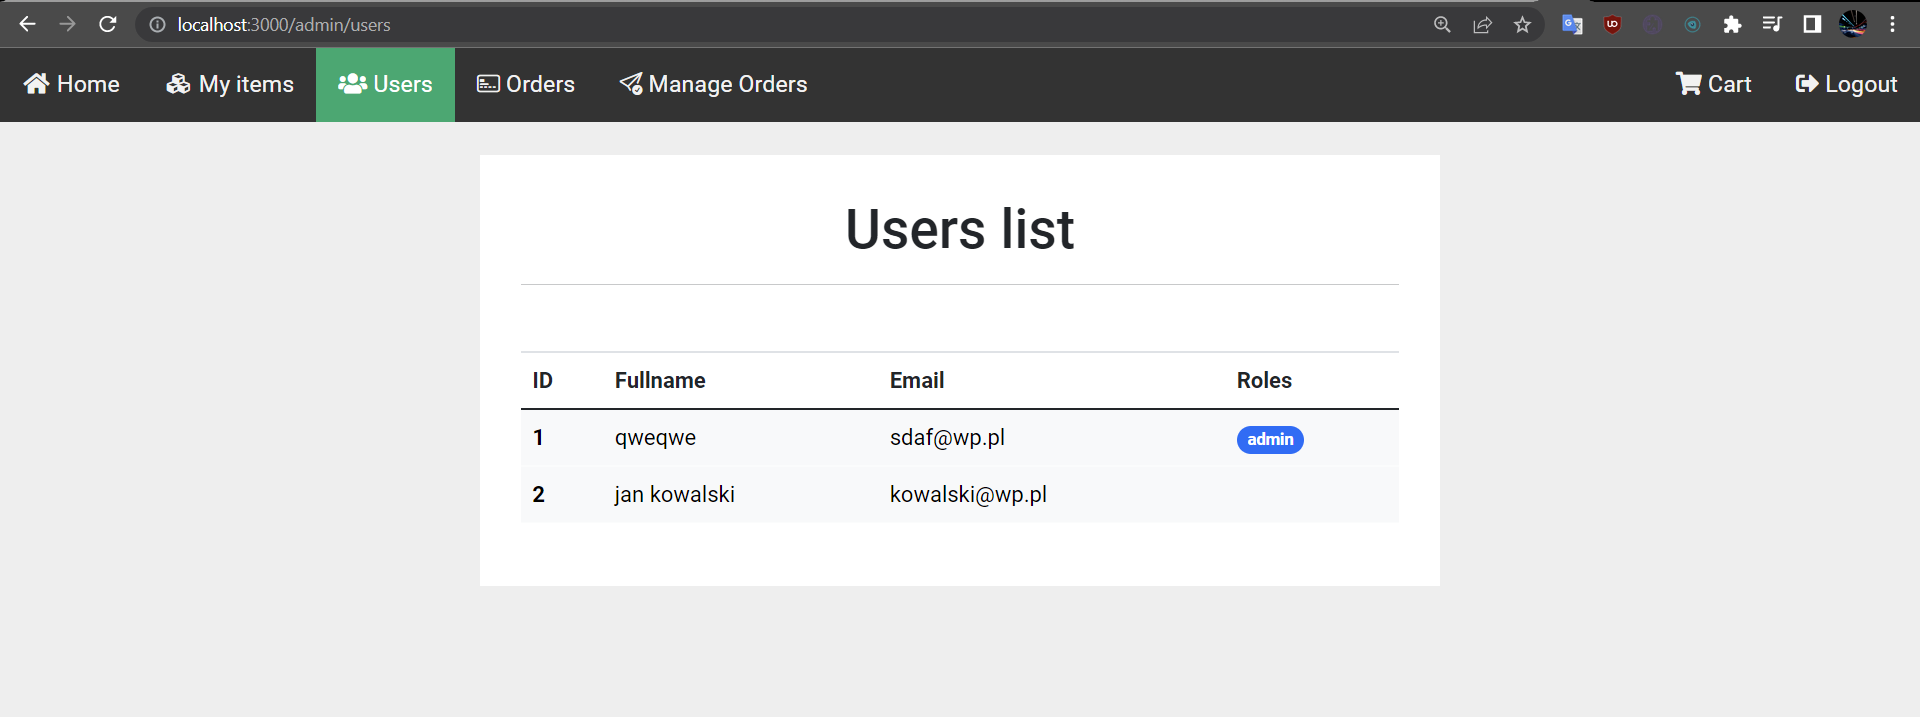 localhost:3000/admin/users
Home My items Users Orders Manage Orders Cart Logout
Users list
ID Fullname Email Roles
1 qweqwe sdaf@wp.pl admin
2 jan kowalski kowalski@wp.pl